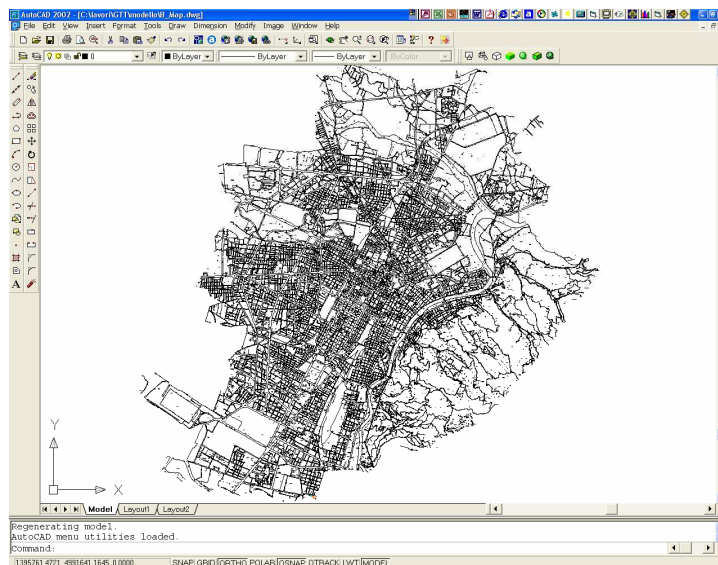 AutoCAD 2002 - [C:\lavori\GTT\modello\B_Map.dwg]
File Edit View Insert Format Tools Draw Dimension Modify Image Window Help
0 ByLayer ByLayer ByLayer ByColor
A
Y
X
Model Layout1 Layout2
Regenerating model.
AutoCAD menu utilities loaded.
Command:
1395761.4721, 4991641.1645, 0.0000 SNAP GRID ORTHO POLAR OSNAP OTRACK LWT MODEL